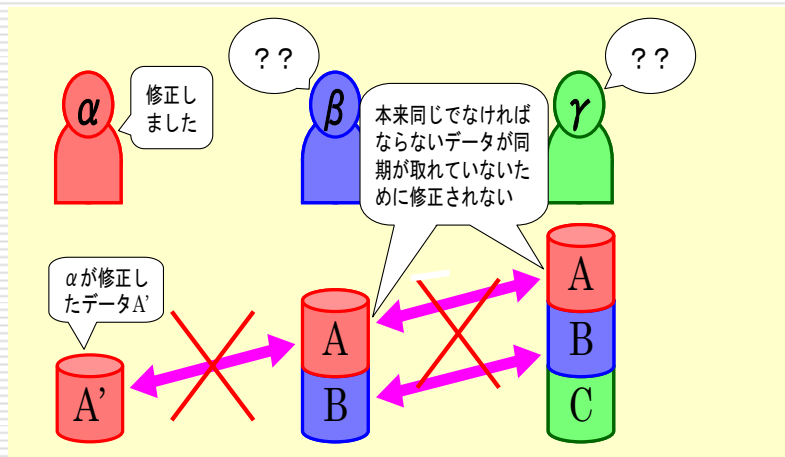 ??
??
α
修正し
ました
β
γ
本来同じでなければ
ならないデータが同
期が取れていないた
めに修正されない
αが修正し
たデータA'
A
A
B
A'
B
C